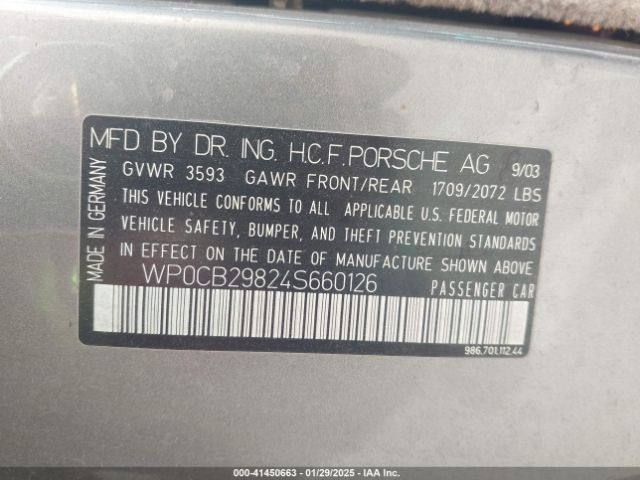 MFD BY DR. ING. H.C.F. PORSCHE AG 9/03
GVWR 3593 GAWR FRONT/REAR 1709/2072 LBS
THIS VEHICLE CONFORMS TO ALL APPLICABLE U.S. FEDERAL MOTOR
VEHICLE SAFETY, BUMPER, AND THEFT PREVENTION STANDARDS
IN EFFECT ON THE DATE OF MANUFACTURE SHOWN ABOVE
WP0CB29824S660126 PASSENGER CAR
MADE IN GERMANY
986.701.112.44
000-41450663 - 01/29/2025 - IAA Inc.